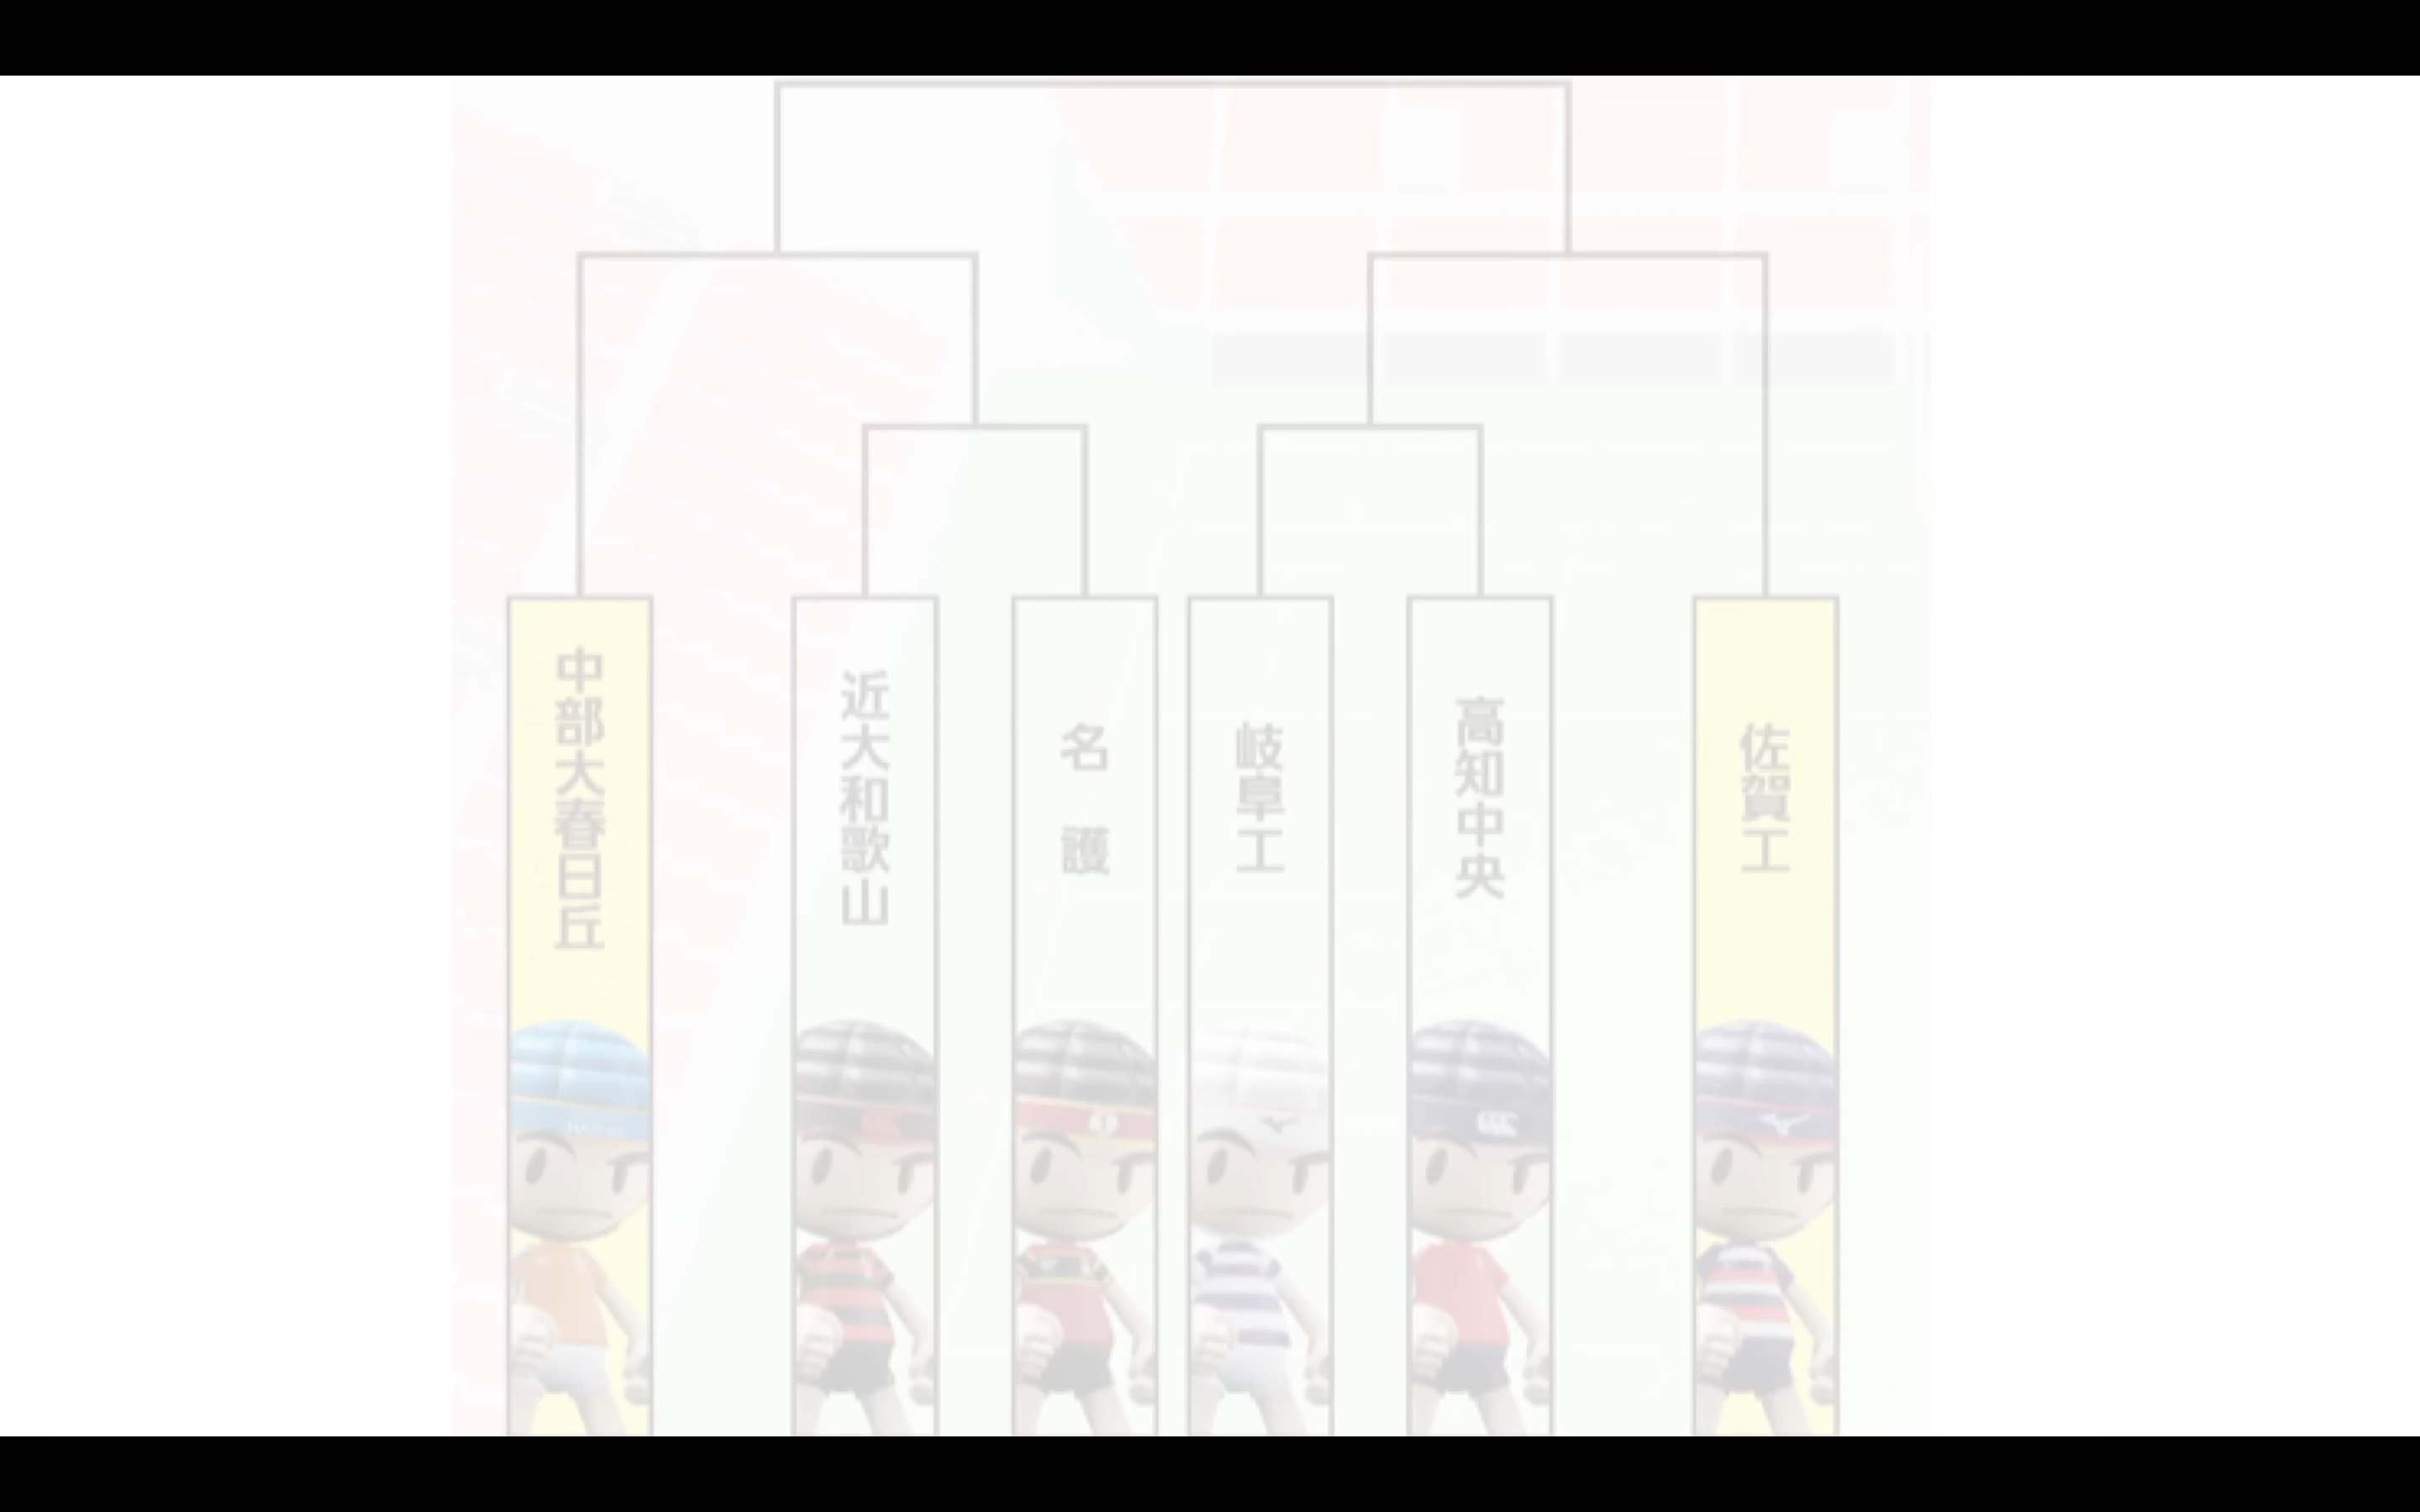 中部大春日丘
近大和歌山
名護
岐阜工
高知中央
佐賀工